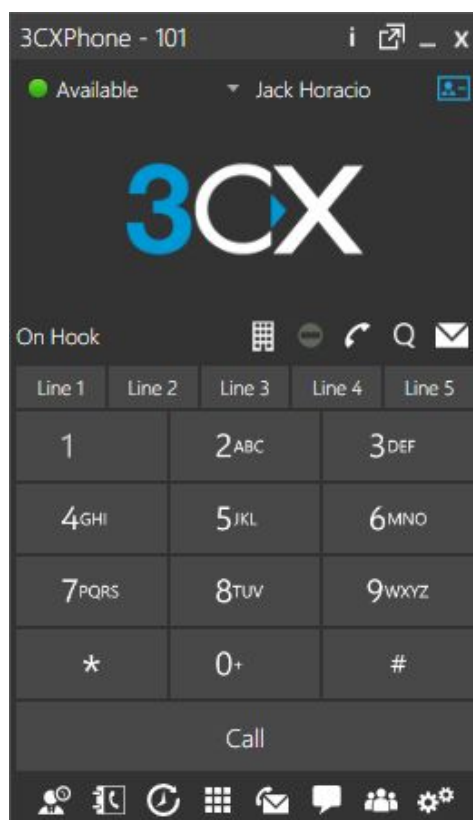 3CXPhone - 101 i _ x
Available Jack Horacio
3CX
On Hook Q
Line 1 Line 2 Line 3 Line 4 Line 5
1 2ABC 3DEF
4GHI 5JKL 6MNO
7PQRS 8TUV 9WXYZ
* 0+ #
Call